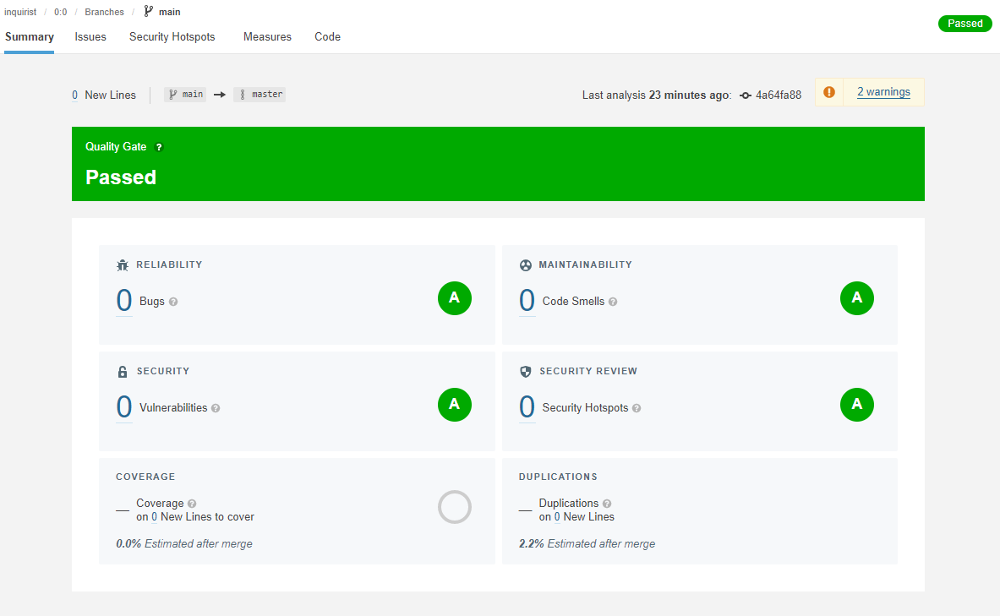 inquirist / 0:0 / Branches / main
Passed
Summary Issues Security Hotspots Measures Code
0 New Lines main master Last analysis 23 minutes ago: 4a64fa88 2 warnings
Quality Gate ?
Passed
RELIABILITY
0 Bugs ? A
MAINTAINABILITY
0 Code Smells ? A
SECURITY
0 Vulnerabilities ? A
SECURITY REVIEW
0 Security Hotspots ? A
COVERAGE
— Coverage ?
on 0 New Lines to cover
0.0% Estimated after merge
DUPLICATIONS
— Duplications ?
on 0 New Lines
2.2% Estimated after merge